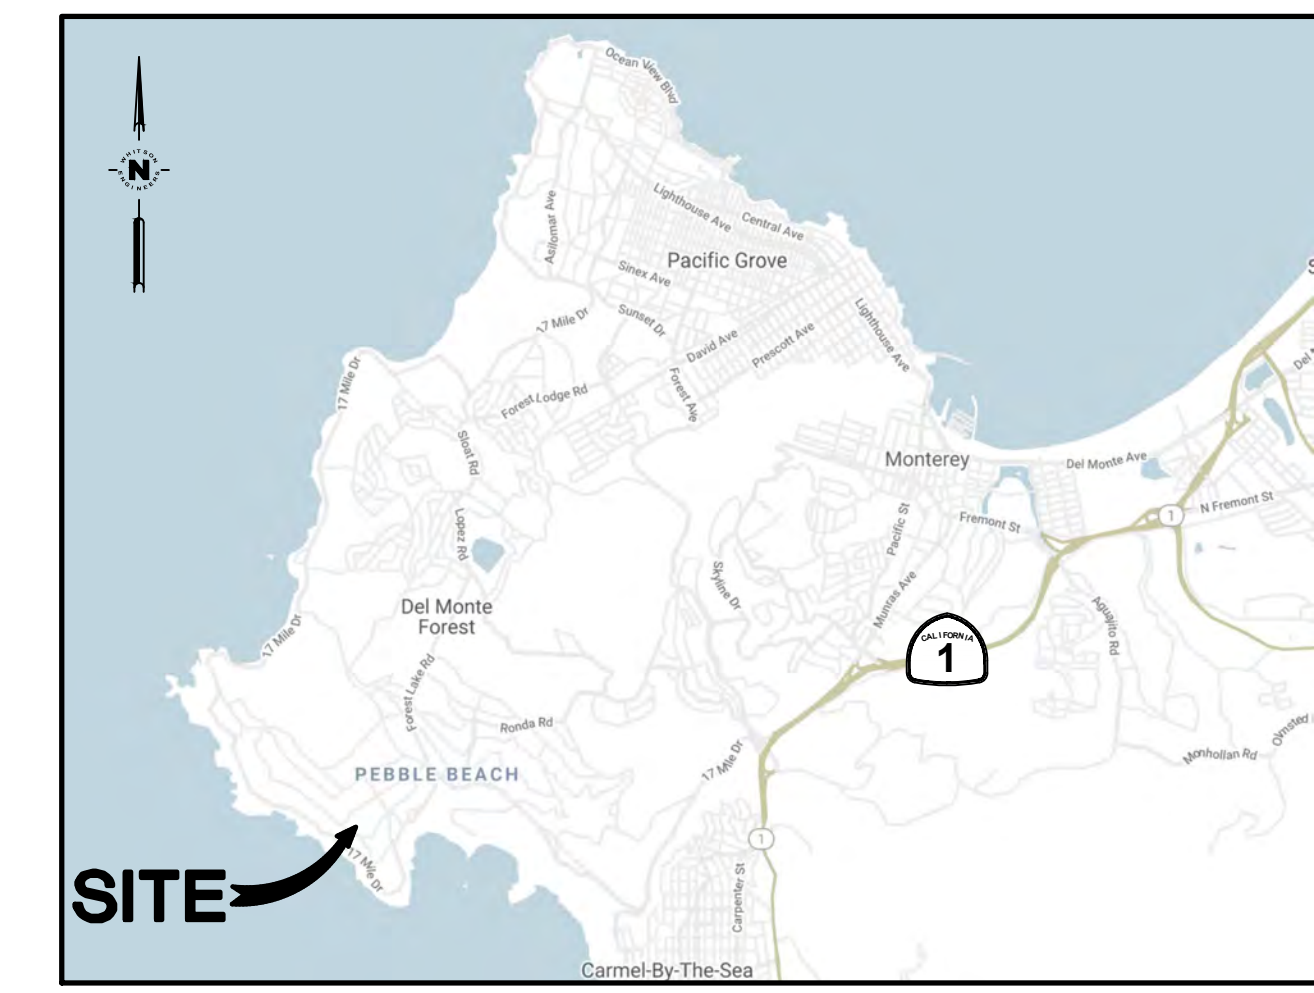 Ocean View Blvd
WHITSON
N
ENGINEERS
Lighthouse Ave
Central Ave
Asilomar Ave
Pacific Grove
Sinex Ave
17 Mile Dr
Sunset Dr
David Ave
Prescott Ave
Lighthouse Ave
17 Mile Dr
Forest Lodge Rd
Forest Ave
Sloat Rd
Monterey
Del Monte Ave
N Fremont St
1
Fremont St
Pacific St
Lopez Rd
Skyline Dr
Munras Ave
Aguajito Rd
Del Monte
Forest
17 Mile Dr
CALIFORNIA
1
Forest Lake Rd
Ronda Rd
17 Mile Dr
Monhollan Rd
Olmsted
PEBBLE BEACH
1
17 Mile Dr
SITE
Carpenter St
Carmel-By-The-Sea